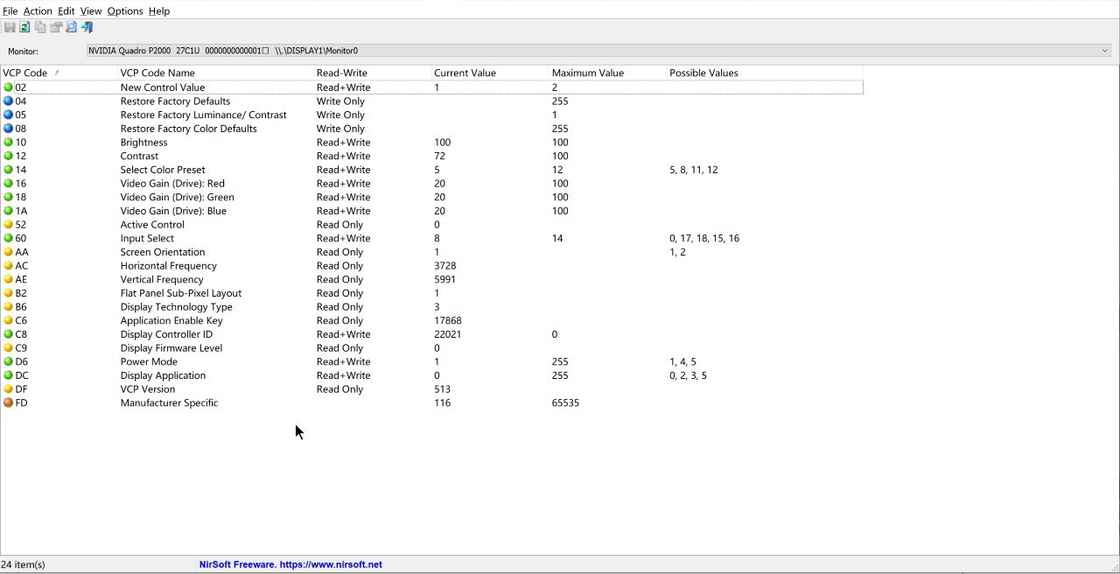 File Action Edit View Options Help
Monitor: NVIDIA Quadro P2000 27C1U 0000000000001□ \\.\DISPLAY1\Monitor0
VCP Code / VCP Code Name Read-Write Current Value Maximum Value Possible Values
02 New Control Value Read+Write 1 2
04 Restore Factory Defaults Write Only 255
05 Restore Factory Luminance/ Contrast Write Only 1
08 Restore Factory Color Defaults Write Only 255
10 Brightness Read+Write 100 100
12 Contrast Read+Write 72 100
14 Select Color Preset Read+Write 5 12 5, 8, 11, 12
16 Video Gain (Drive): Red Read+Write 20 100
18 Video Gain (Drive): Green Read+Write 20 100
1A Video Gain (Drive): Blue Read+Write 20 100
52 Active Control Read Only 0
60 Input Select Read+Write 8 14 0, 17, 18, 15, 16
AA Screen Orientation Read Only 1 1, 2
AC Horizontal Frequency Read Only 3728
AE Vertical Frequency Read Only 5991
B2 Flat Panel Sub-Pixel Layout Read Only 1
B6 Display Technology Type Read Only 3
C6 Application Enable Key Read Only 17868
C8 Display Controller ID Read+Write 22021 0
C9 Display Firmware Level Read Only 0
D6 Power Mode Read+Write 1 255 1, 4, 5
DC Display Application Read+Write 0 255 0, 2, 3, 5
DF VCP Version Read Only 513
FD Manufacturer Specific 116 65535
24 item(s) NirSoft Freeware. https://www.nirsoft.net